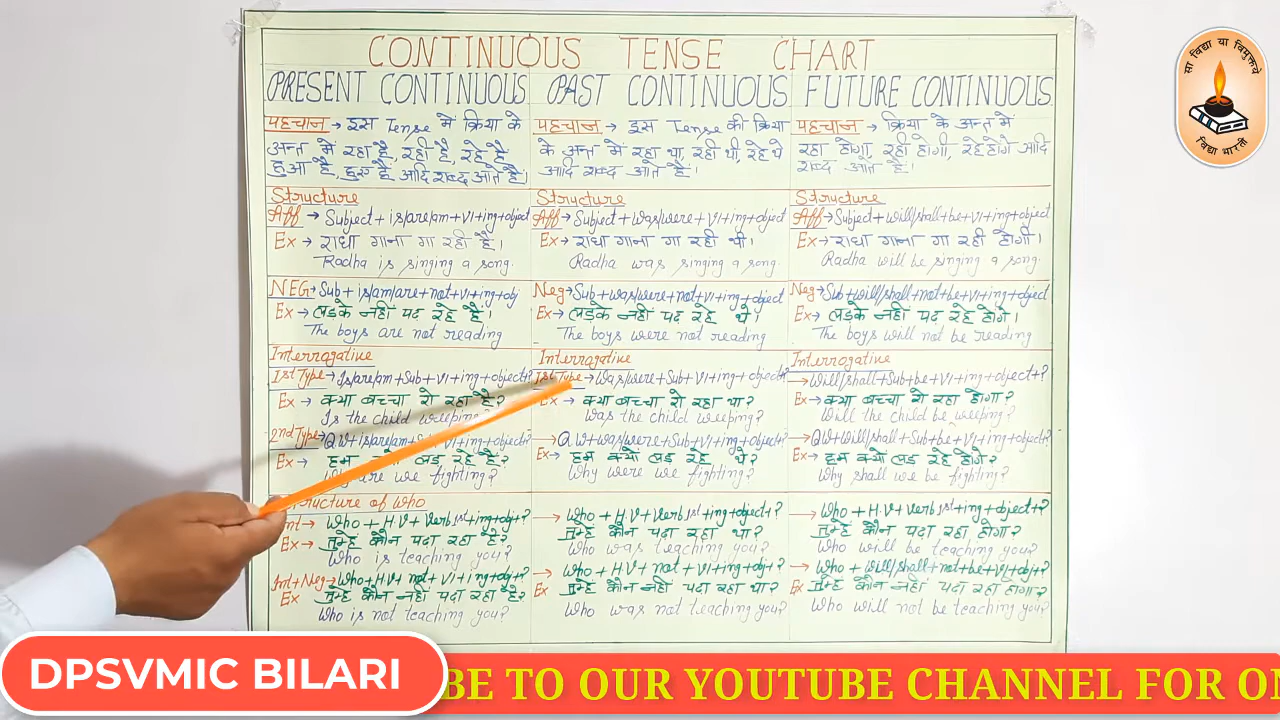 CONTINUOUS TENSE CHART
PRESENT CONTINUOUS
पहचान → इस Tense में क्रिया के
अन्त में रहा है, रही है, रहे है
हुआ है, हुए है, आदि शब्द आते है।
Structure
Aff → Subject + is/are/am+V1+ing+object
Ex → राधा गाना गा रही है।
Radha is singing a song.
NEG → Sub + is/am/are+not+V1+ing+obj
Ex → लड़के नहीं पढ़ रहे है।
The boys are not reading
Interrogative
1st Type → Is/are/am+Sub+V1+ing+object?
Ex → क्या बच्चा रो रहा है?
Is the child weeping?
2nd Type → QW+is/are/am+Sub+V1+ing+object?
Ex → हम लड़ रहे है?
are we fighting?
Structure of Who
Int → Who + HV + Verb 1st+ing+obj+?
Ex → तुम्हे कौन पढा रहा है?
Who is teaching you?
Int+Neg → Who+HV+not+V1+ing+obj+?
Ex तुम्हे कौन नहीं पढा रहा है?
Who is not teaching you?
PAST CONTINUOUS
पहचान → इस Tense की क्रिया
के अन्त में रहा था, रही थी, रहे थे
आदि शब्द आते है।
Structure
Aff → Subject + was/were + V1+ing+object
Ex → राधा गाना गा रही थी।
Radha was singing a song.
Neg → Sub+was/were+not+V1+ing+object
Ex → लड़के नहीं पढ़ रहे थे
The boys were not reading
Interrogative
1st Type → Was/were+Sub+V1+ing+object?
Ex → क्या बच्चा रो रहा था?
Was the child weeping?
→ QW+was/were+Sub+V1+ing+object?
Ex → हम क्यो लड़ रहे थे?
Why were we fighting?
→ Who + HV+Verb 1st+ing+object+?
तुम्हे कौन पढा रहा था?
Who was teaching you?
→ Who + HV + not + V1+ing+obj+?
Ex तुम्हे कौन नहीं पढा रहा था?
Who was not teaching you?
FUTURE CONTINUOUS
पहचान → क्रिया के अन्त में
रहा होगा, रही होगी, रहे होगे आदि
शब्द आते है।
Structure
Aff → Subject + will/shall+be+V1+ing+object
Ex → राधा गाना गा रही होगी।
Radha will be singing a song.
Neg → Sub+will/shall+not+be+V1+ing+object
Ex → लड़के नहीं पढ़ रहे होगे।
The boys will not be reading
Interrogative
→ Will/shall+Sub+be+V1+ing+object+?
Ex → क्या बच्चा रो रहा होगा?
Will the child be weeping?
→ QW+will/shall+Sub+be+V1+ing+object?
Ex → हम क्यो लड़ रहे होगे?
Why shall we be fighting?
→ Who + HV+ Verb 1st+ing+object+?
Ex → तुम्हे कौन पढा रहा होगा?
Who will be teaching you?
→ Who + will/shall+not+be+V1+ing+obj+?
Ex तुम्हे कौन नहीं पढा रहा होगा?
Who will not be teaching you?
सा विद्या या विमुक्तये
विद्या भारती
DPSVMIC BILARI
BE TO OUR YOUTUBE CHANNEL FOR